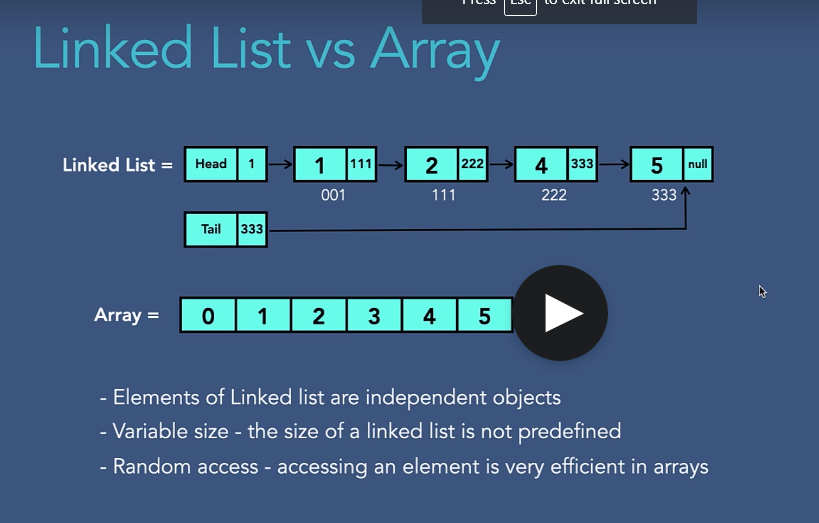 Press Esc to exit full screen
Linked List vs Array
Linked List = Head 1 1 111 2 222 4 333 5 null
001 111 222 333
Tail 333
Array = 0 1 2 3 4 5
- Elements of Linked list are independent objects
- Variable size - the size of a linked list is not predefined
- Random access - accessing an element is very efficient in arrays